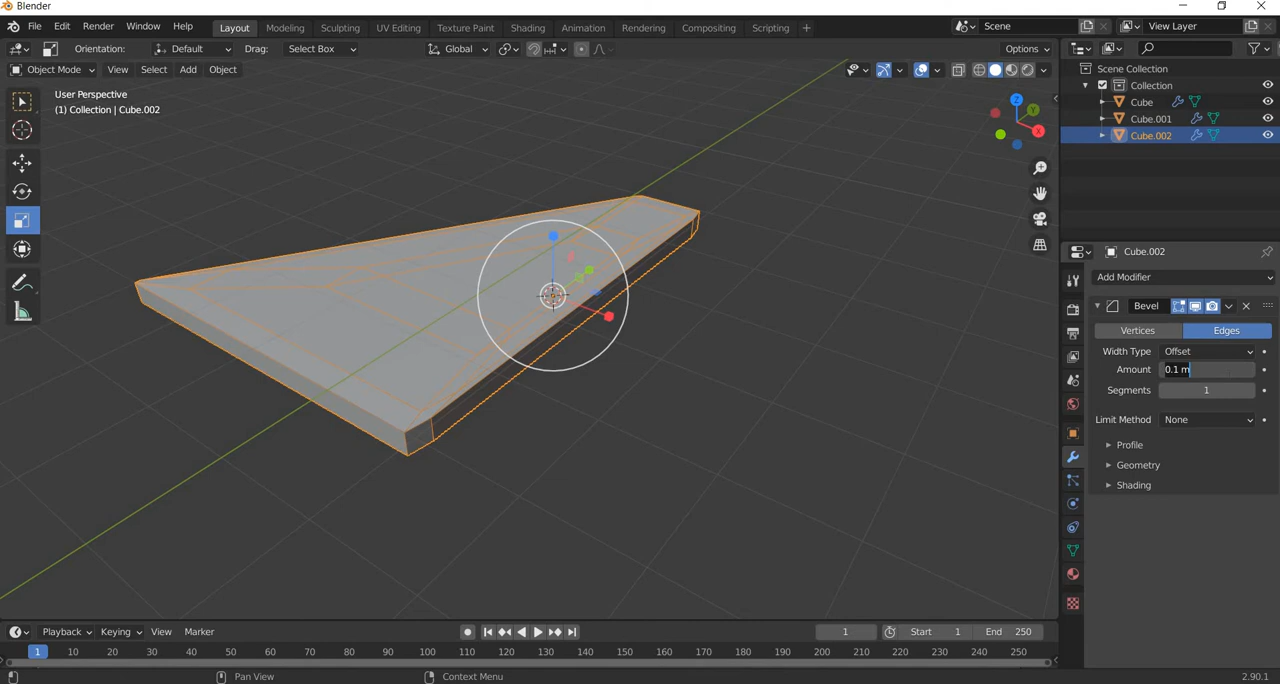 Blender
File Edit Render Window Help Layout Modeling Sculpting UV Editing Texture Paint Shading Animation Rendering Compositing Scripting + Scene View Layer
Orientation: Default Drag: Select Box Global Options
Object Mode View Select Add Object
User Perspective
(1) Collection | Cube.002
Z
Y
X
Scene Collection
Collection
Cube
Cube.001
Cube.002
Cube.002
Add Modifier
Bevel
Vertices Edges
Width Type Offset
Amount 0.1 m
Segments 1
Limit Method None
Profile
Geometry
Shading
Playback Keying View Marker 1 Start 1 End 250
1 10 20 30 40 50 60 70 80 90 100 110 120 130 140 150 160 170 180 190 200 210 220 230 240 250
Pan View Context Menu 2.90.1